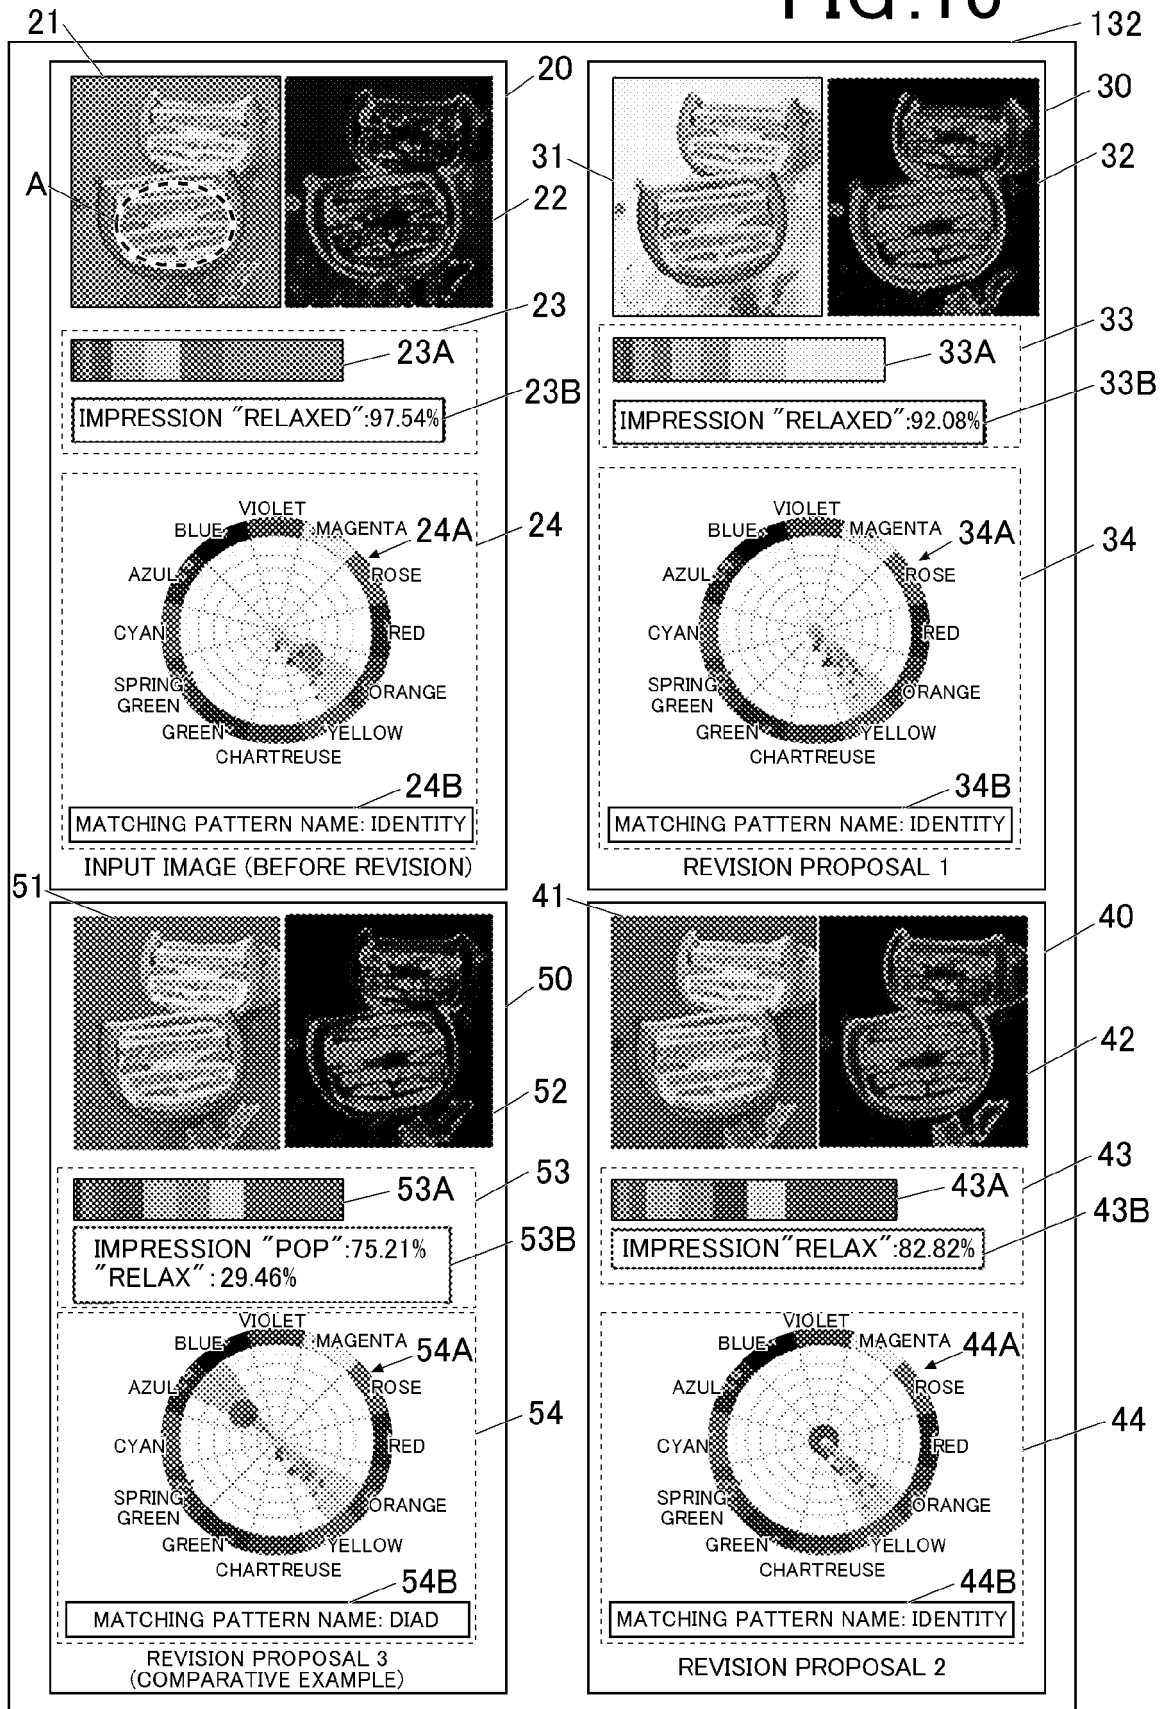 FIG.10
132
21
20
A
22
23
23A
23B
IMPRESSION "RELAXED":97.54%
VIOLET
MAGENTA
BLUE
AZUL
CYAN
SPRING
GREEN
GREEN
CHARTREUSE
YELLOW
ORANGE
RED
ROSE
24A
24
24B
MATCHING PATTERN NAME: IDENTITY
INPUT IMAGE (BEFORE REVISION)
30
31
32
33
33A
33B
IMPRESSION "RELAXED":92.08%
VIOLET
MAGENTA
BLUE
AZUL
CYAN
SPRING
GREEN
GREEN
CHARTREUSE
YELLOW
ORANGE
RED
ROSE
34A
34
34B
MATCHING PATTERN NAME: IDENTITY
REVISION PROPOSAL 1
51
50
52
53
53A
53B
IMPRESSION "POP":75.21%
"RELAX":29.46%
VIOLET
MAGENTA
BLUE
AZUL
CYAN
SPRING
GREEN
GREEN
CHARTREUSE
YELLOW
ORANGE
RED
ROSE
54A
54
54B
MATCHING PATTERN NAME: DIAD
REVISION PROPOSAL 3
(COMPARATIVE EXAMPLE)
41
40
42
43
43A
43B
IMPRESSION"RELAX":82.82%
VIOLET
MAGENTA
BLUE
AZUL
CYAN
SPRING
GREEN
GREEN
CHARTREUSE
YELLOW
ORANGE
RED
ROSE
44A
44
44B
MATCHING PATTERN NAME: IDENTITY
REVISION PROPOSAL 2